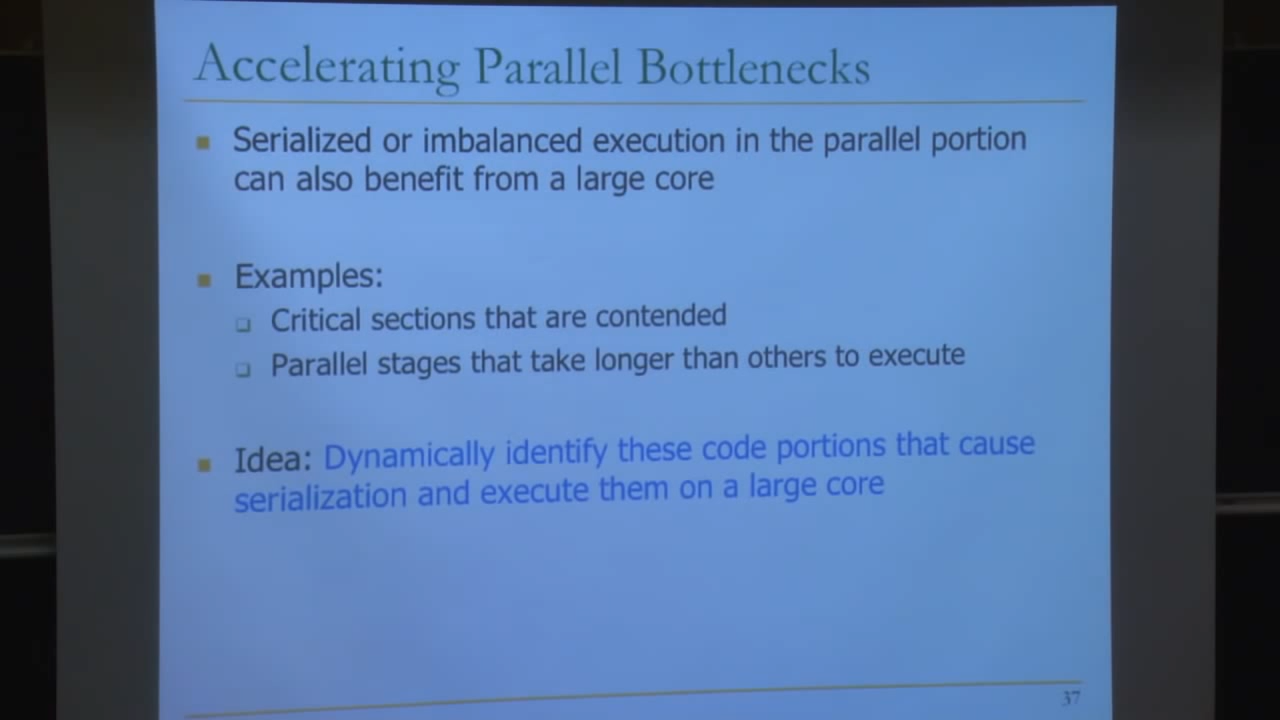 Accelerating Parallel Bottlenecks
Serialized or imbalanced execution in the parallel portion
can also benefit from a large core
Examples:
Critical sections that are contended
Parallel stages that take longer than others to execute
Idea: Dynamically identify these code portions that cause
serialization and execute them on a large core
37